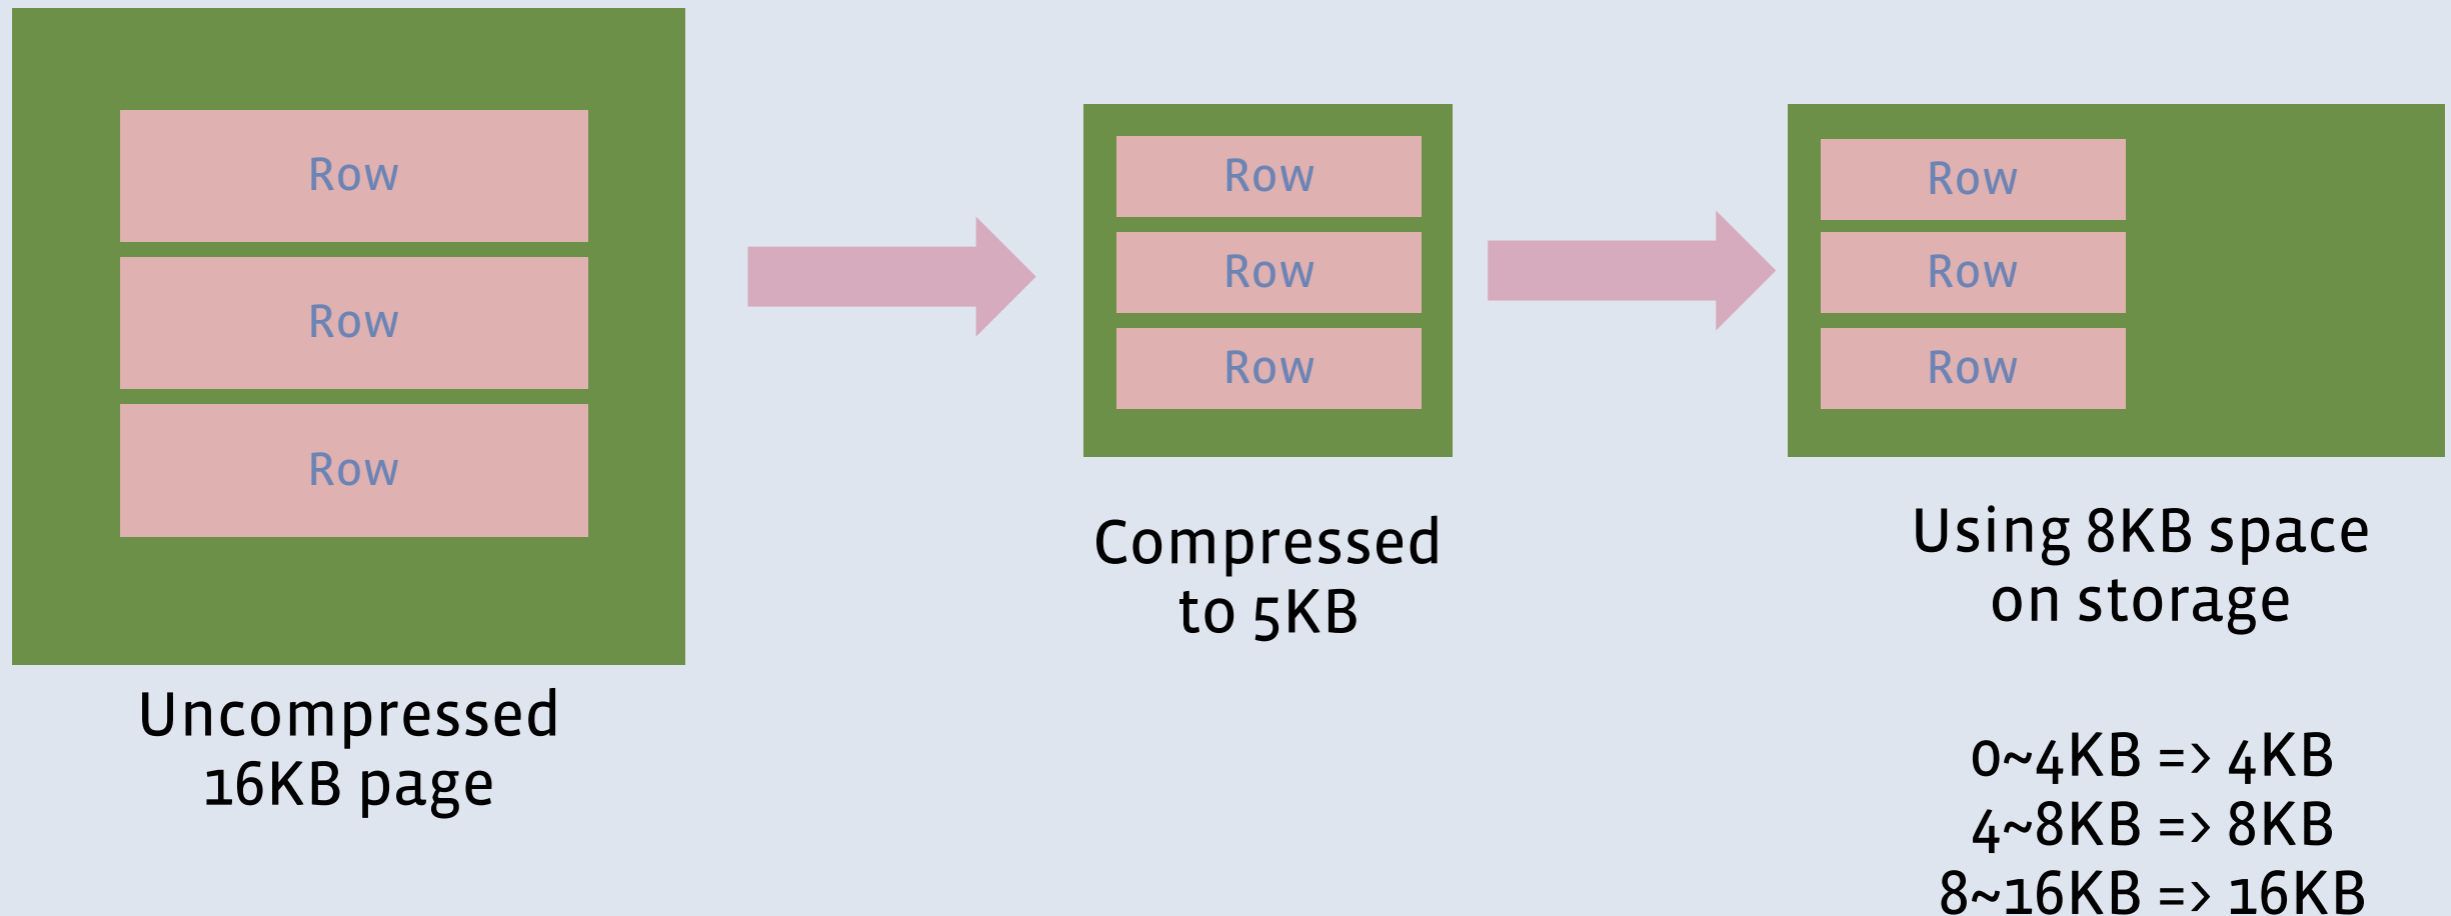 Row
Row
Row
Uncompressed
16KB page
Row
Row
Row
Compressed
to 5KB
Row
Row
Row
Using 8KB space
on storage
0~4KB => 4KB
4~8KB => 8KB
8~16KB => 16KB